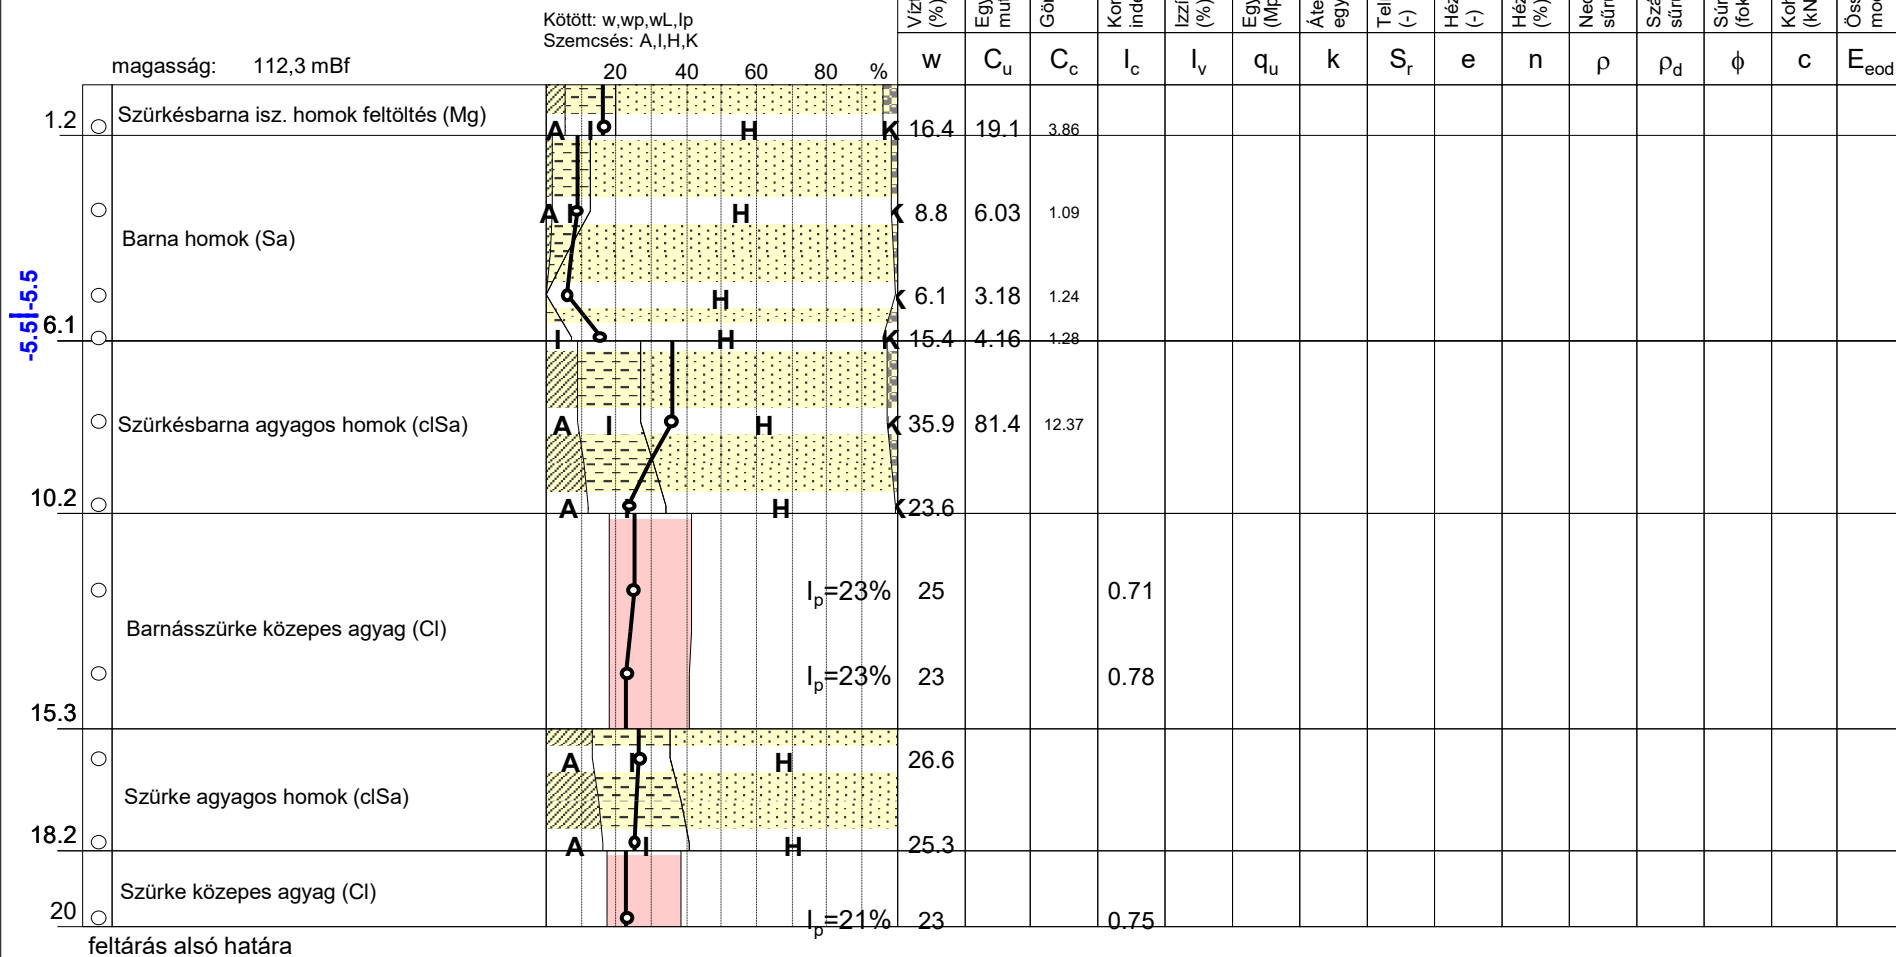 Kötött: w,wp,wL,Ip
Szemcsés: A,I,H,K
magasság: 112,3 mBf
20 40 60 80 %
(%) (-) (-) (%)
w Cu Cc Ic Iv qu k Sr e n ρ ρd ϕ c Eeod
Szürkésbarna isz. homok feltöltés (Mg)
1.2 A I H K 16.4 19.1 3.86
A I H K 8.8 6.03 1.09
Barna homok (Sa)
-5.5 -5.5
H K 6.1 3.18 1.24
6.1 I H K 15.4 4.16 1.28
Szürkésbarna agyagos homok (clSa) A I H K 35.9 81.4 12.37
10.2 A I H K 23.6
Ip=23% 25 0.71
Barnásszürke közepes agyag (Cl)
Ip=23% 23 0.78
15.3
A I H 26.6
Szürke agyagos homok (clSa)
18.2 A I H 25.3
Szürke közepes agyag (Cl)
20 Ip=21% 23 0.75
feltárás alsó határa